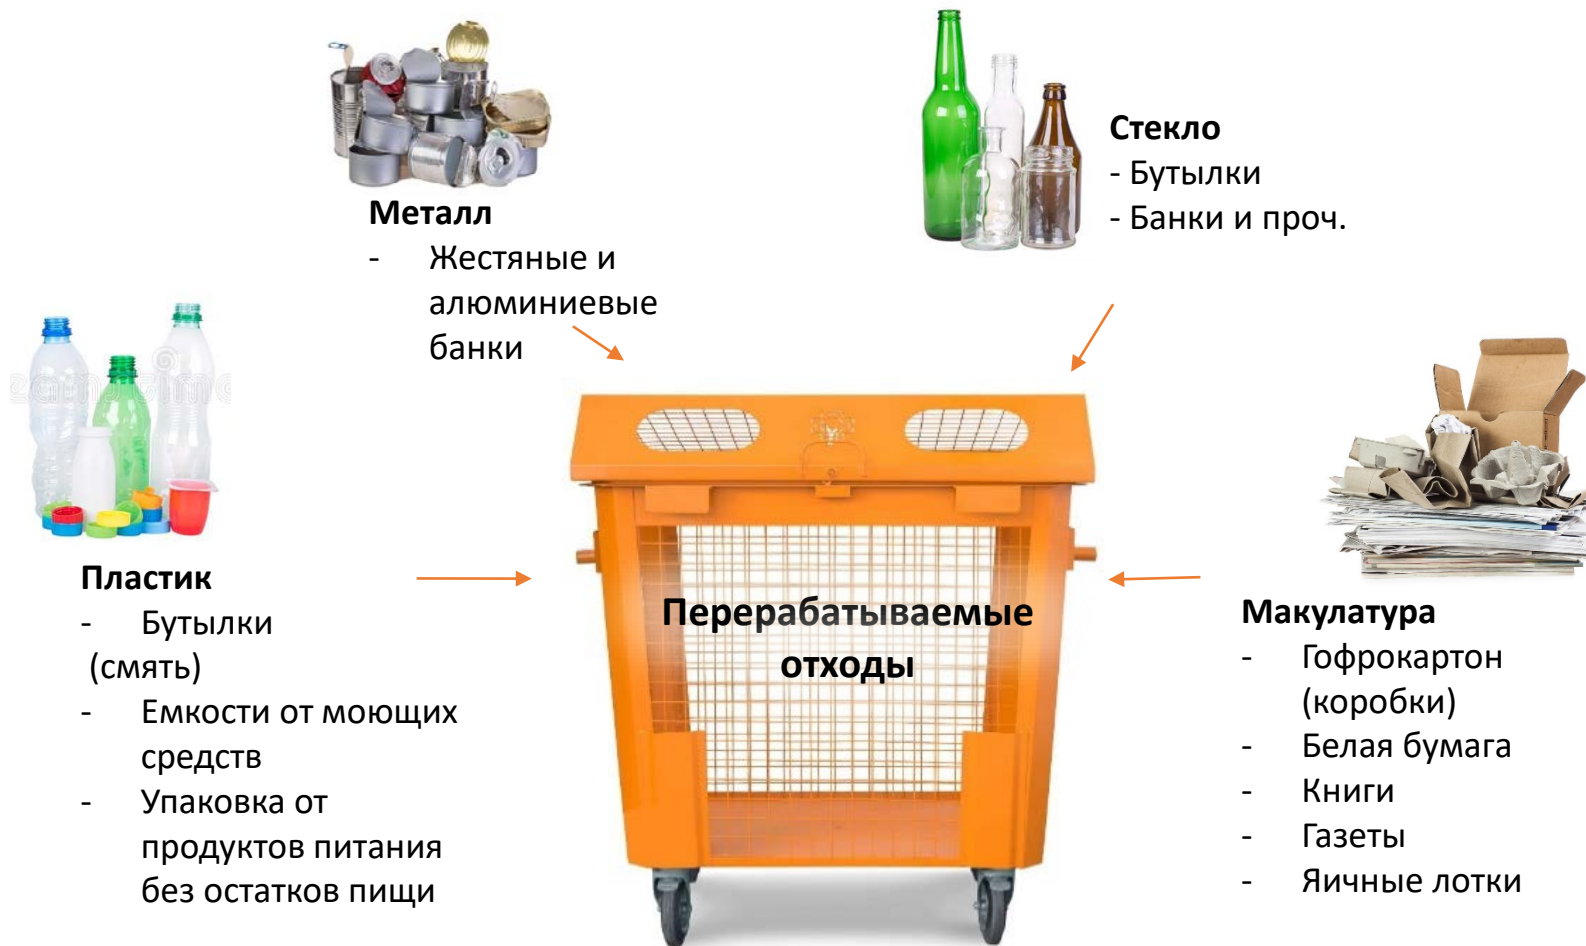 Металл
- Жестяные и
алюминиевые
банки
Стекло
- Бутылки
- Банки и проч.
Пластик
- Бутылки
(смять)
- Емкости от моющих
средств
- Упаковка от
продуктов питания
без остатков пищи
Перерабатываемые
отходы
Макулатура
- Гофрокартон
(коробки)
- Белая бумага
- Книги
- Газеты
- Яичные лотки